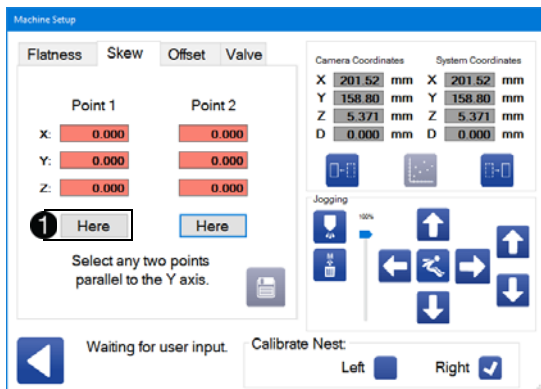 Machine Setup
Flatness Skew Offset Valve
Point 1 Point 2
X: 0.000 0.000
Y: 0.000 0.000
Z: 0.000 0.000
1 Here Here
Select any two points
parallel to the Y axis.
Camera Coordinates System Coordinates
X 201.52 mm X 201.52 mm
Y 158.80 mm Y 158.80 mm
Z 5.371 mm Z 5.371 mm
D 0.000 mm D 0.000 mm
Jogging
100%
Waiting for user input.
Calibrate Nest:
Left Right